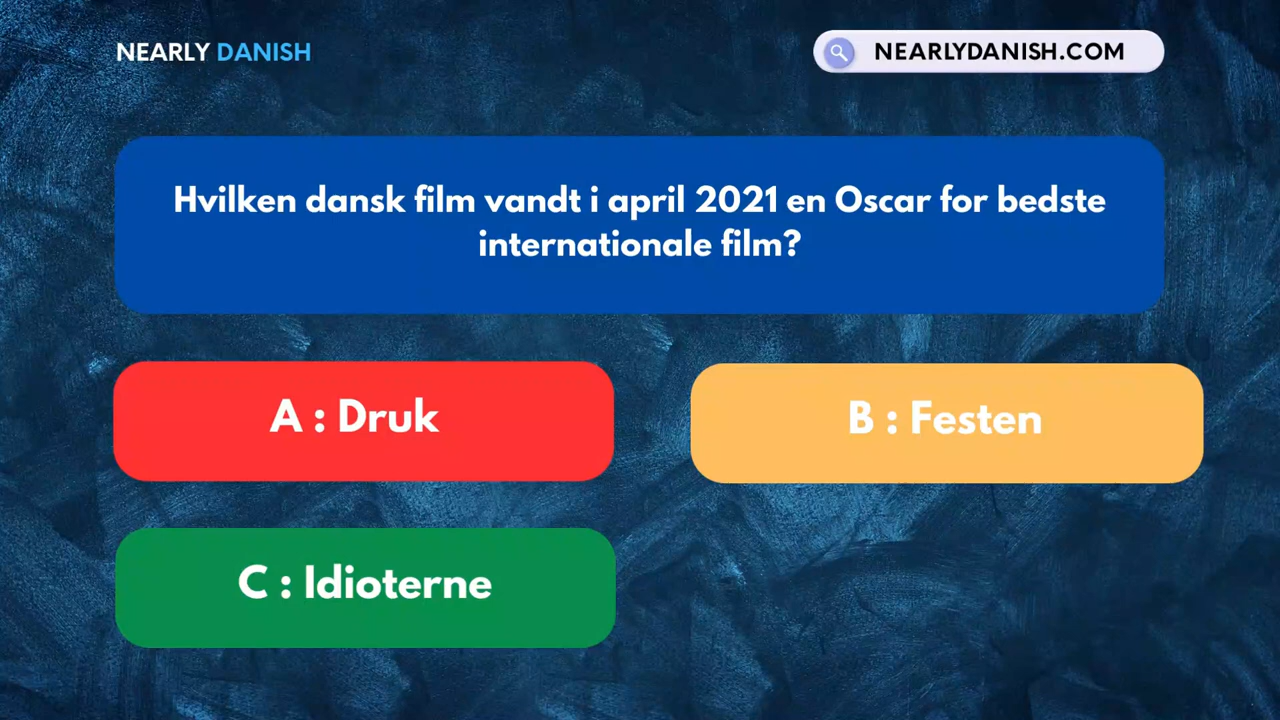 NEARLY DANISH
NEARLYDANISH.COM
Hvilken dansk film vandt i april 2021 en Oscar for bedste
internationale film?
A : Druk
B : Festen
C : Idioterne